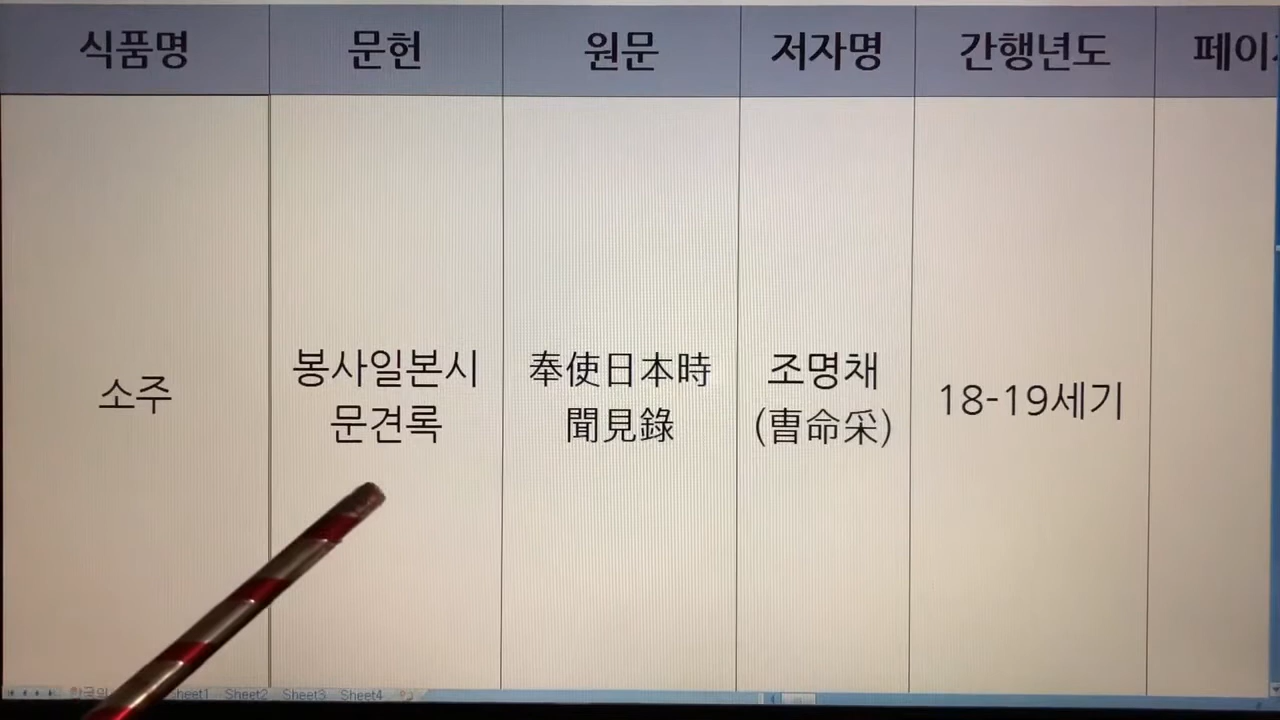 식품명 문헌 원문 저자명 간행년도
소주 봉사일본시 奉使日本時 조명채 18-19세기
문견록 聞見錄 (曺命采)
Sheet2 Sheet3 Sheet4